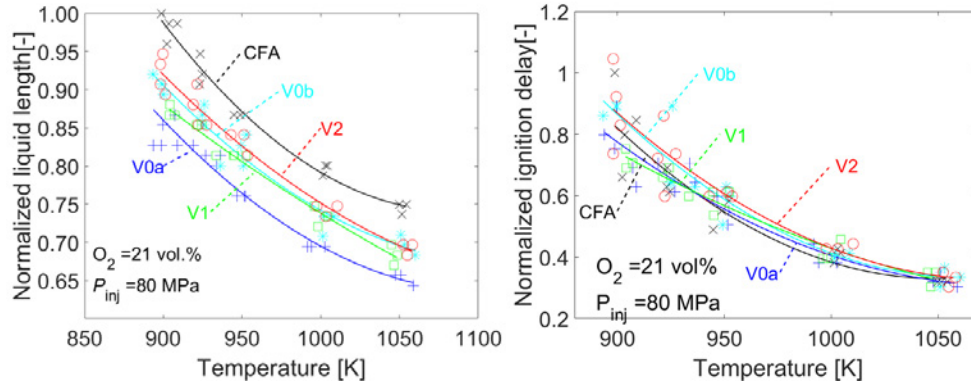 Normalized liquid length[-]
1.00
0.95
0.90
0.85
0.80
0.75
0.70
0.65
CFA
V0b
V2
V0a
V1
O2 =21 vol.%
Pinj =80 MPa
850 900 950 1000 1050 1100
Temperature [K]
Normalized ignition delay[-]
1.2
1
0.8
0.6
0.4
0.2
V0b
V1
V2
CFA
V0a
O2 =21 vol.%
Pinj =80 MPa
900 950 1000 1050
Temperature [K]